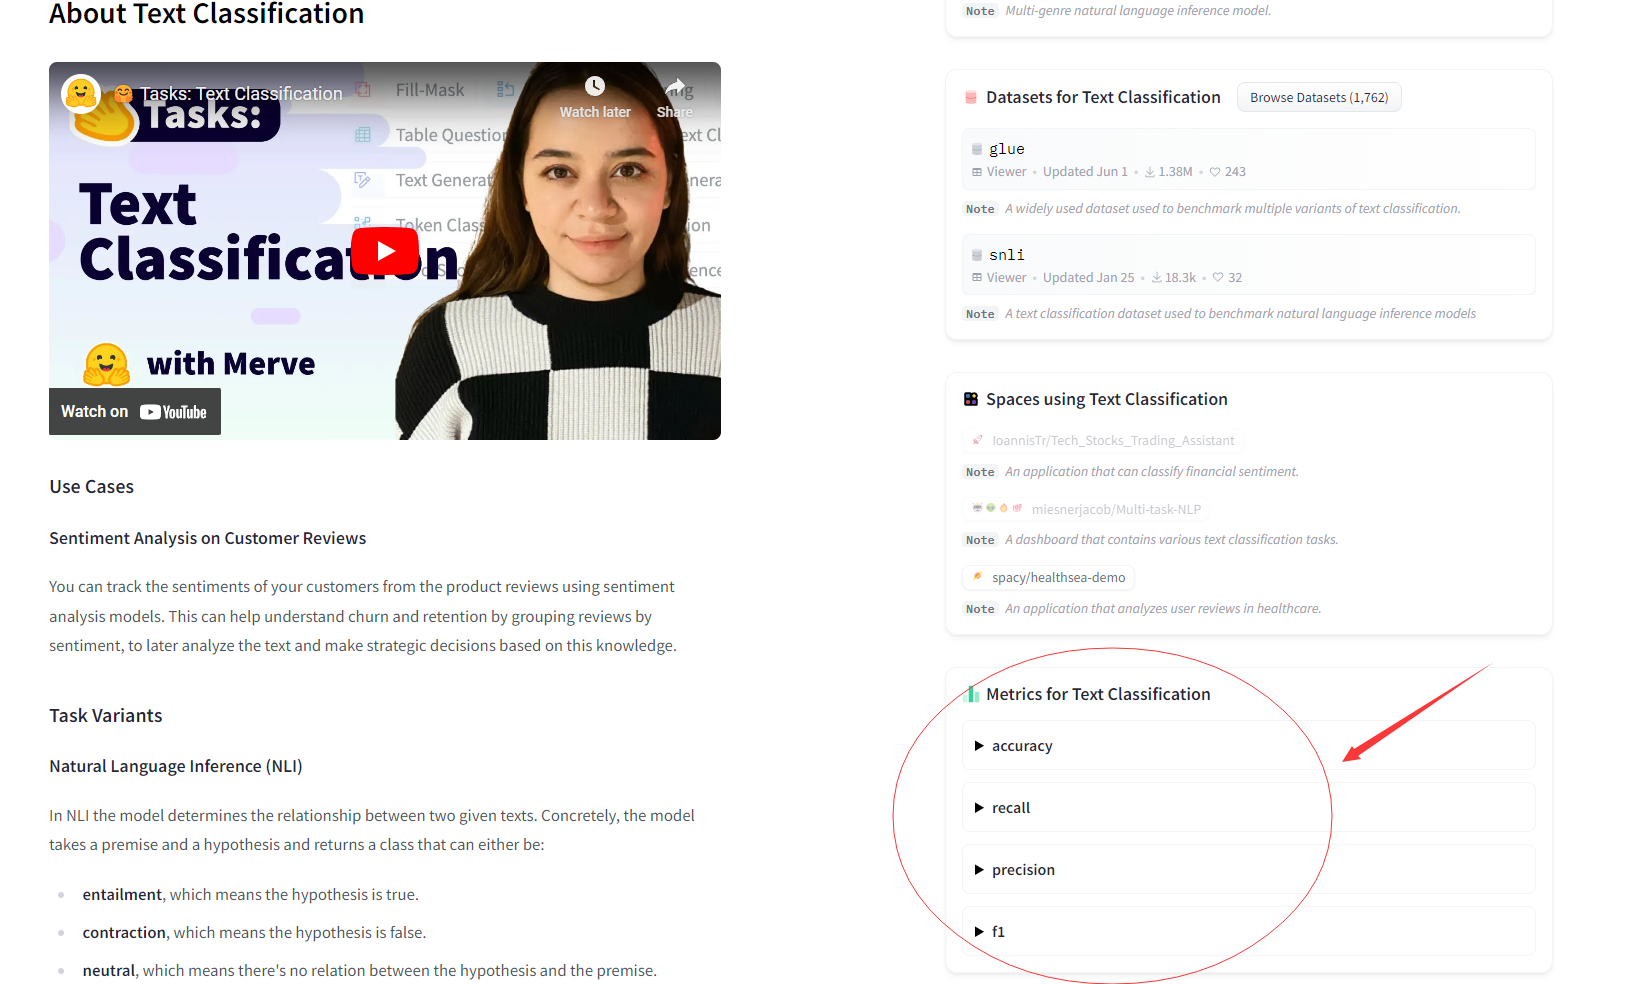 About Text Classification
Tasks: Text Classification
Watch later
Share
Tasks:
Fill-Mask
Table Question
Text Generat
Token Class
Text
Classification
with Merve
Watch on YouTube
Use Cases
Sentiment Analysis on Customer Reviews
You can track the sentiments of your customers from the product reviews using sentiment
analysis models. This can help understand churn and retention by grouping reviews by
sentiment, to later analyze the text and make strategic decisions based on this knowledge.
Task Variants
Natural Language Inference (NLI)
In NLI the model determines the relationship between two given texts. Concretely, the model
takes a premise and a hypothesis and returns a class that can either be:
entailment, which means the hypothesis is true.
contraction, which means the hypothesis is false.
neutral, which means there's no relation between the hypothesis and the premise.
Note Multi-genre natural language inference model.
Datasets for Text Classification Browse Datasets (1,762)
glue
Viewer • Updated Jun 1 • 1.38M • 243
Note A widely used dataset used to benchmark multiple variants of text classification.
snli
Viewer • Updated Jan 25 • 18.3k • 32
Note A text classification dataset used to benchmark natural language inference models
Spaces using Text Classification
IoannisTr/Tech_Stocks_Trading_Assistant
Note An application that can classify financial sentiment.
miesnerjacob/Multi-task-NLP
Note A dashboard that contains various text classification tasks.
spacy/healthsea-demo
Note An application that analyzes user reviews in healthcare.
Metrics for Text Classification
accuracy
recall
precision
f1